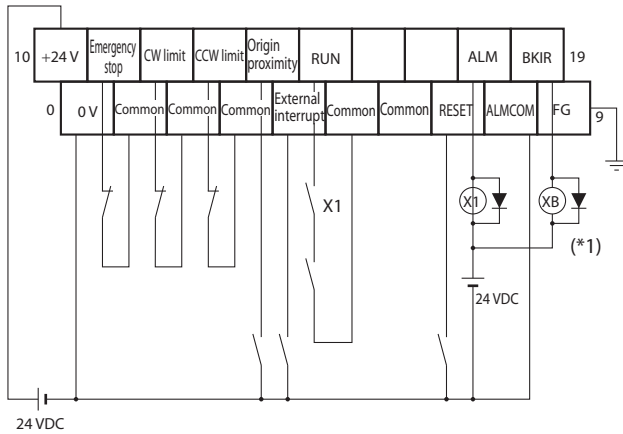 10
+24 V
Emergency
stop
CW limit
CCW limit
Origin
proximity
RUN
ALM
BKIR
19
0
0 V
Common
Common
Common
External
interrupt
Common
Common
RESET
ALMCOM
FG
9
X1
X1
XB
(*1)
24 VDC
24 VDC